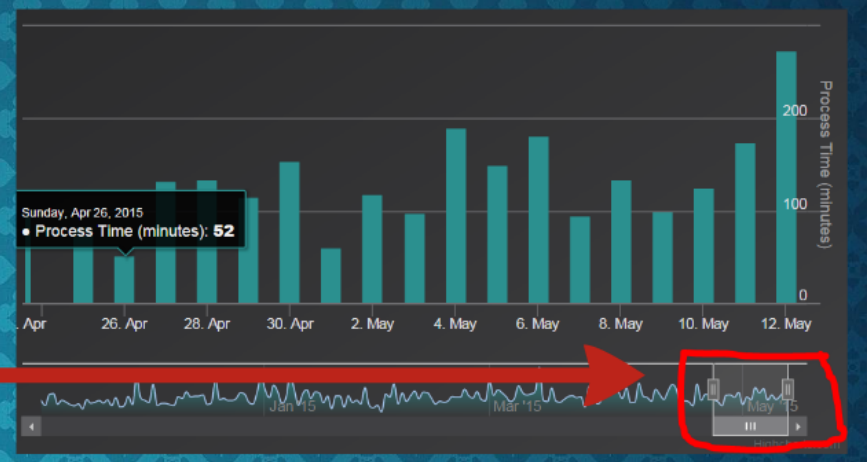 200
100
0
Process Time (minutes)
Sunday, Apr 26, 2015
● Process Time (minutes): 52
. Apr 26. Apr 28. Apr 30. Apr 2. May 4. May 6. May 8. May 10. May 12. May
Jan '15 Mar '15 May '15